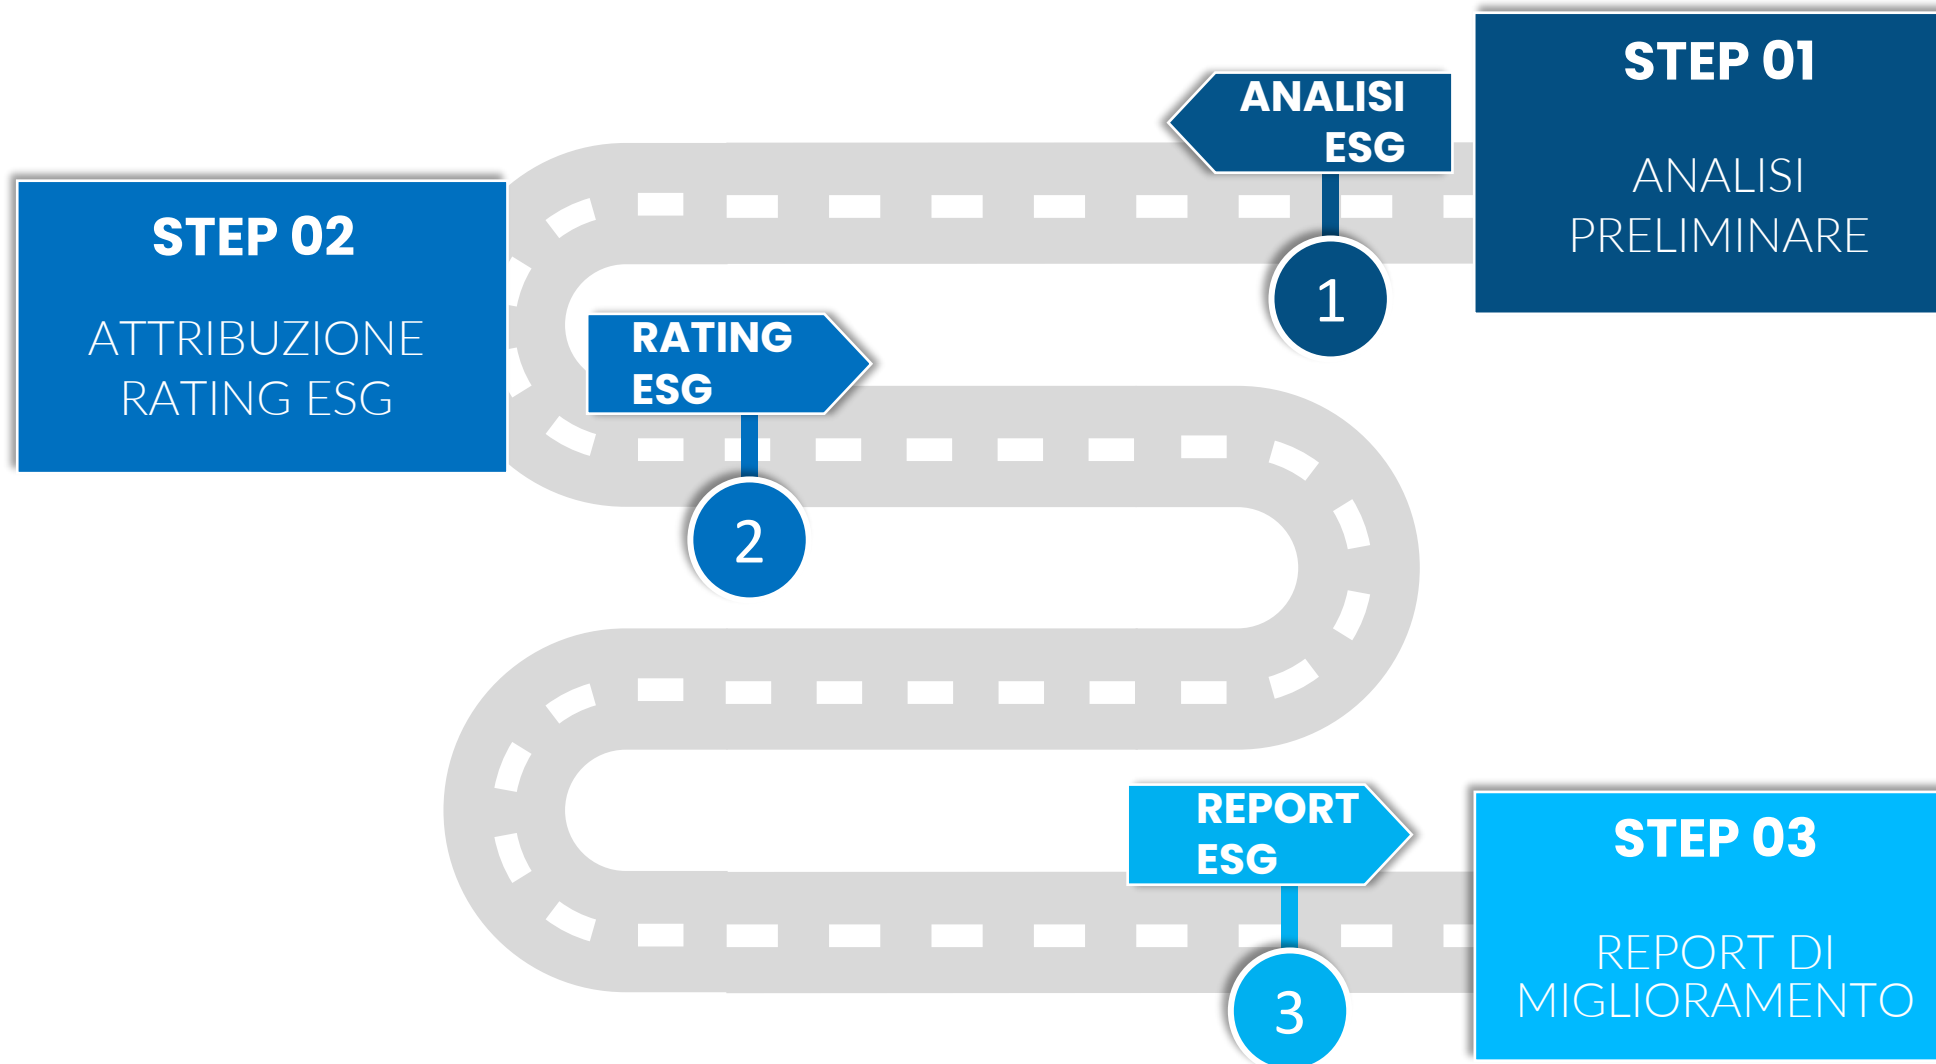 STEP 01
ANALISI
PRELIMINARE
ANALISI
ESG
1
STEP 02
ATTRIBUZIONE
RATING ESG
RATING
ESG
2
REPORT
ESG
3
STEP 03
REPORT DI
MIGLIORAMENTO